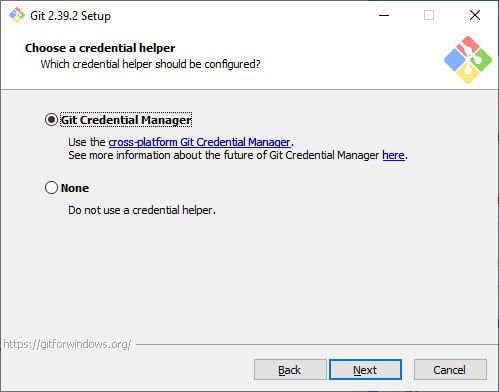 Git 2.39.2 Setup
Choose a credential helper
Which credential helper should be configured?
Git Credential Manager
Use the cross-platform Git Credential Manager.
See more information about the future of Git Credential Manager here.
None
Do not use a credential helper.
https://gitforwindows.org/
Back Next Cancel